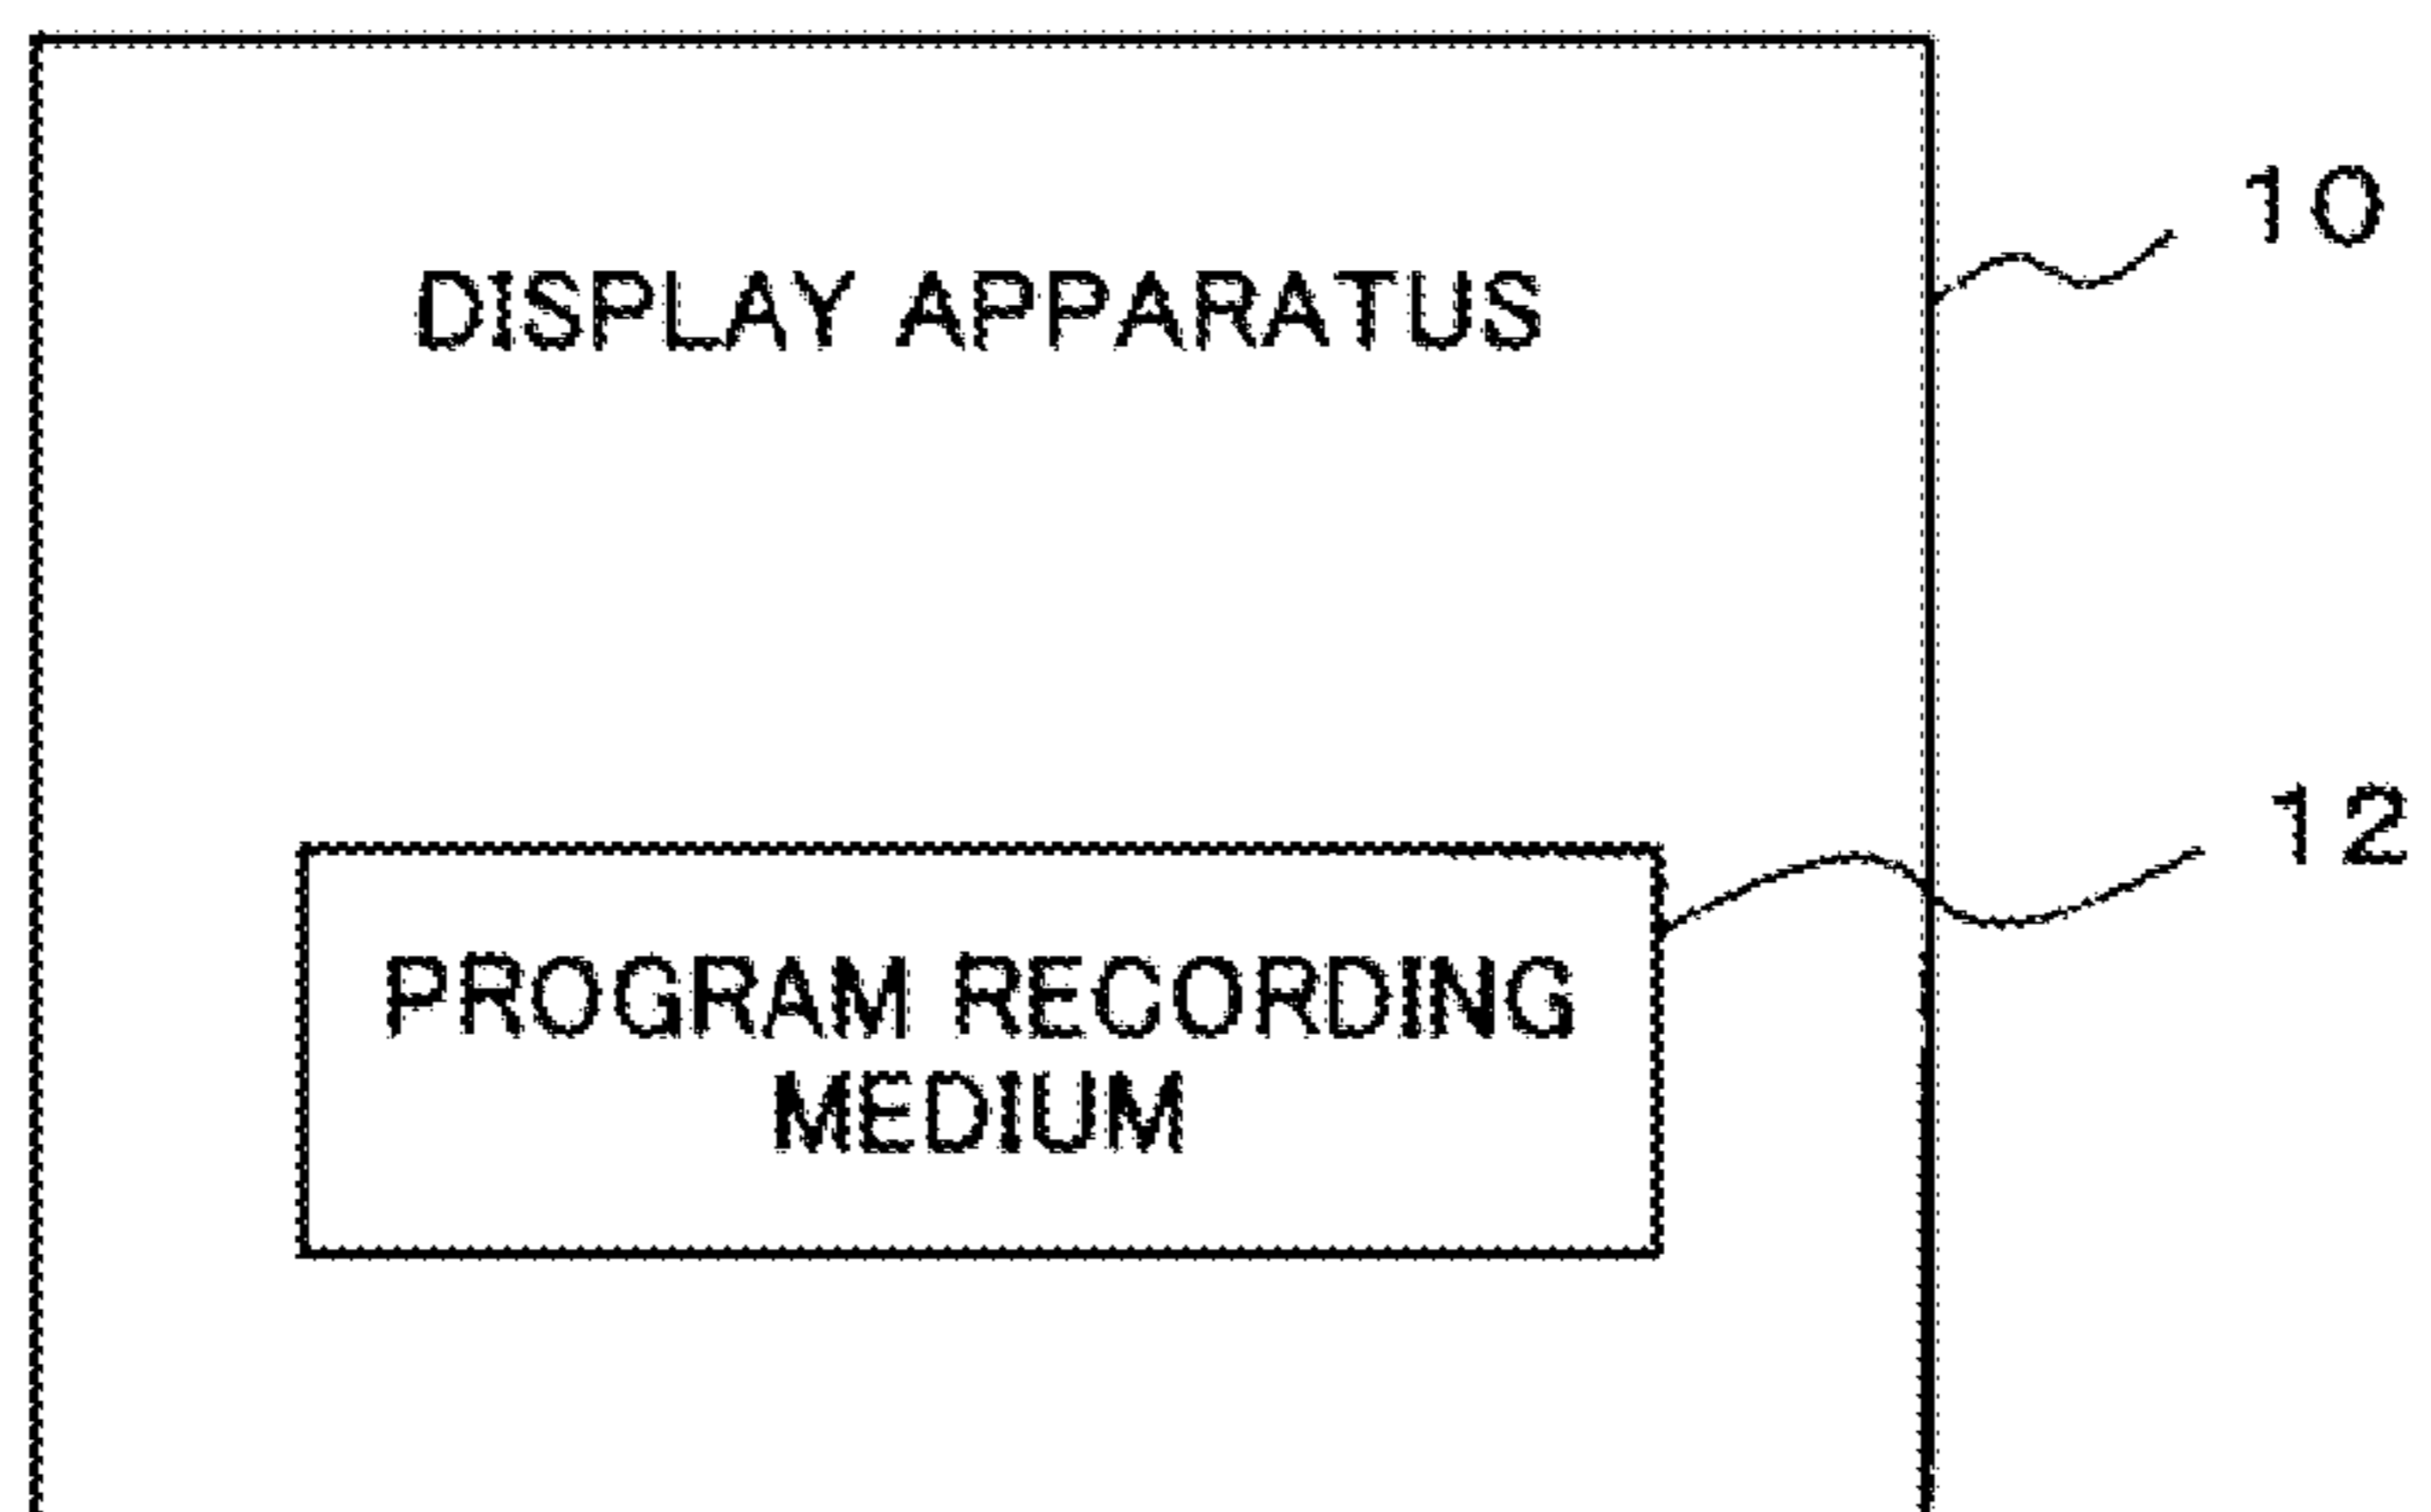 10
DISPLAY APPARATUS
12
PROGRAM RECORDING
MEDIUM